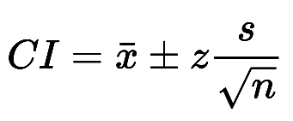 CI = x̄ ± z s/√n